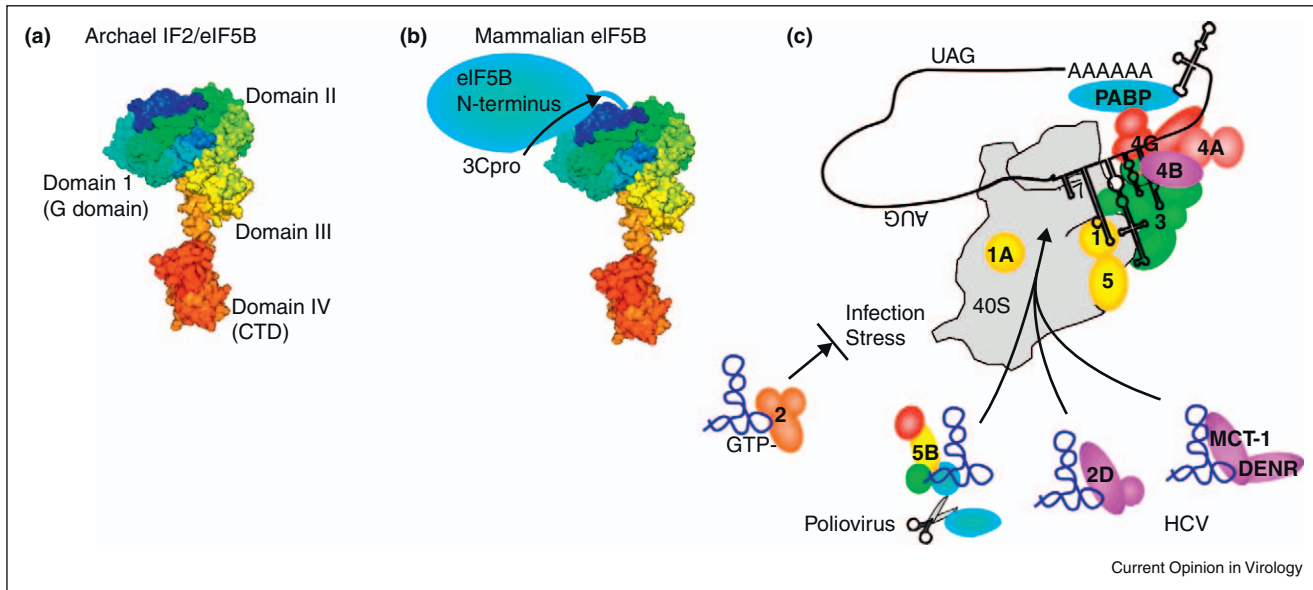 (a) Archael IF2/eIF5B
Domain II
Domain 1
(G domain)
Domain III
Domain IV
(CTD)
(b) Mammalian eIF5B
eIF5B
N-terminus
3Cpro
(c)
UAG
AAAAAA
PABP
4G
4A
4B
3
AUG
1
1A
5
40S
Infection
Stress
2
GTP-
5B
2D
MCT-1
DENR
Poliovirus
HCV
Current Opinion in Virology